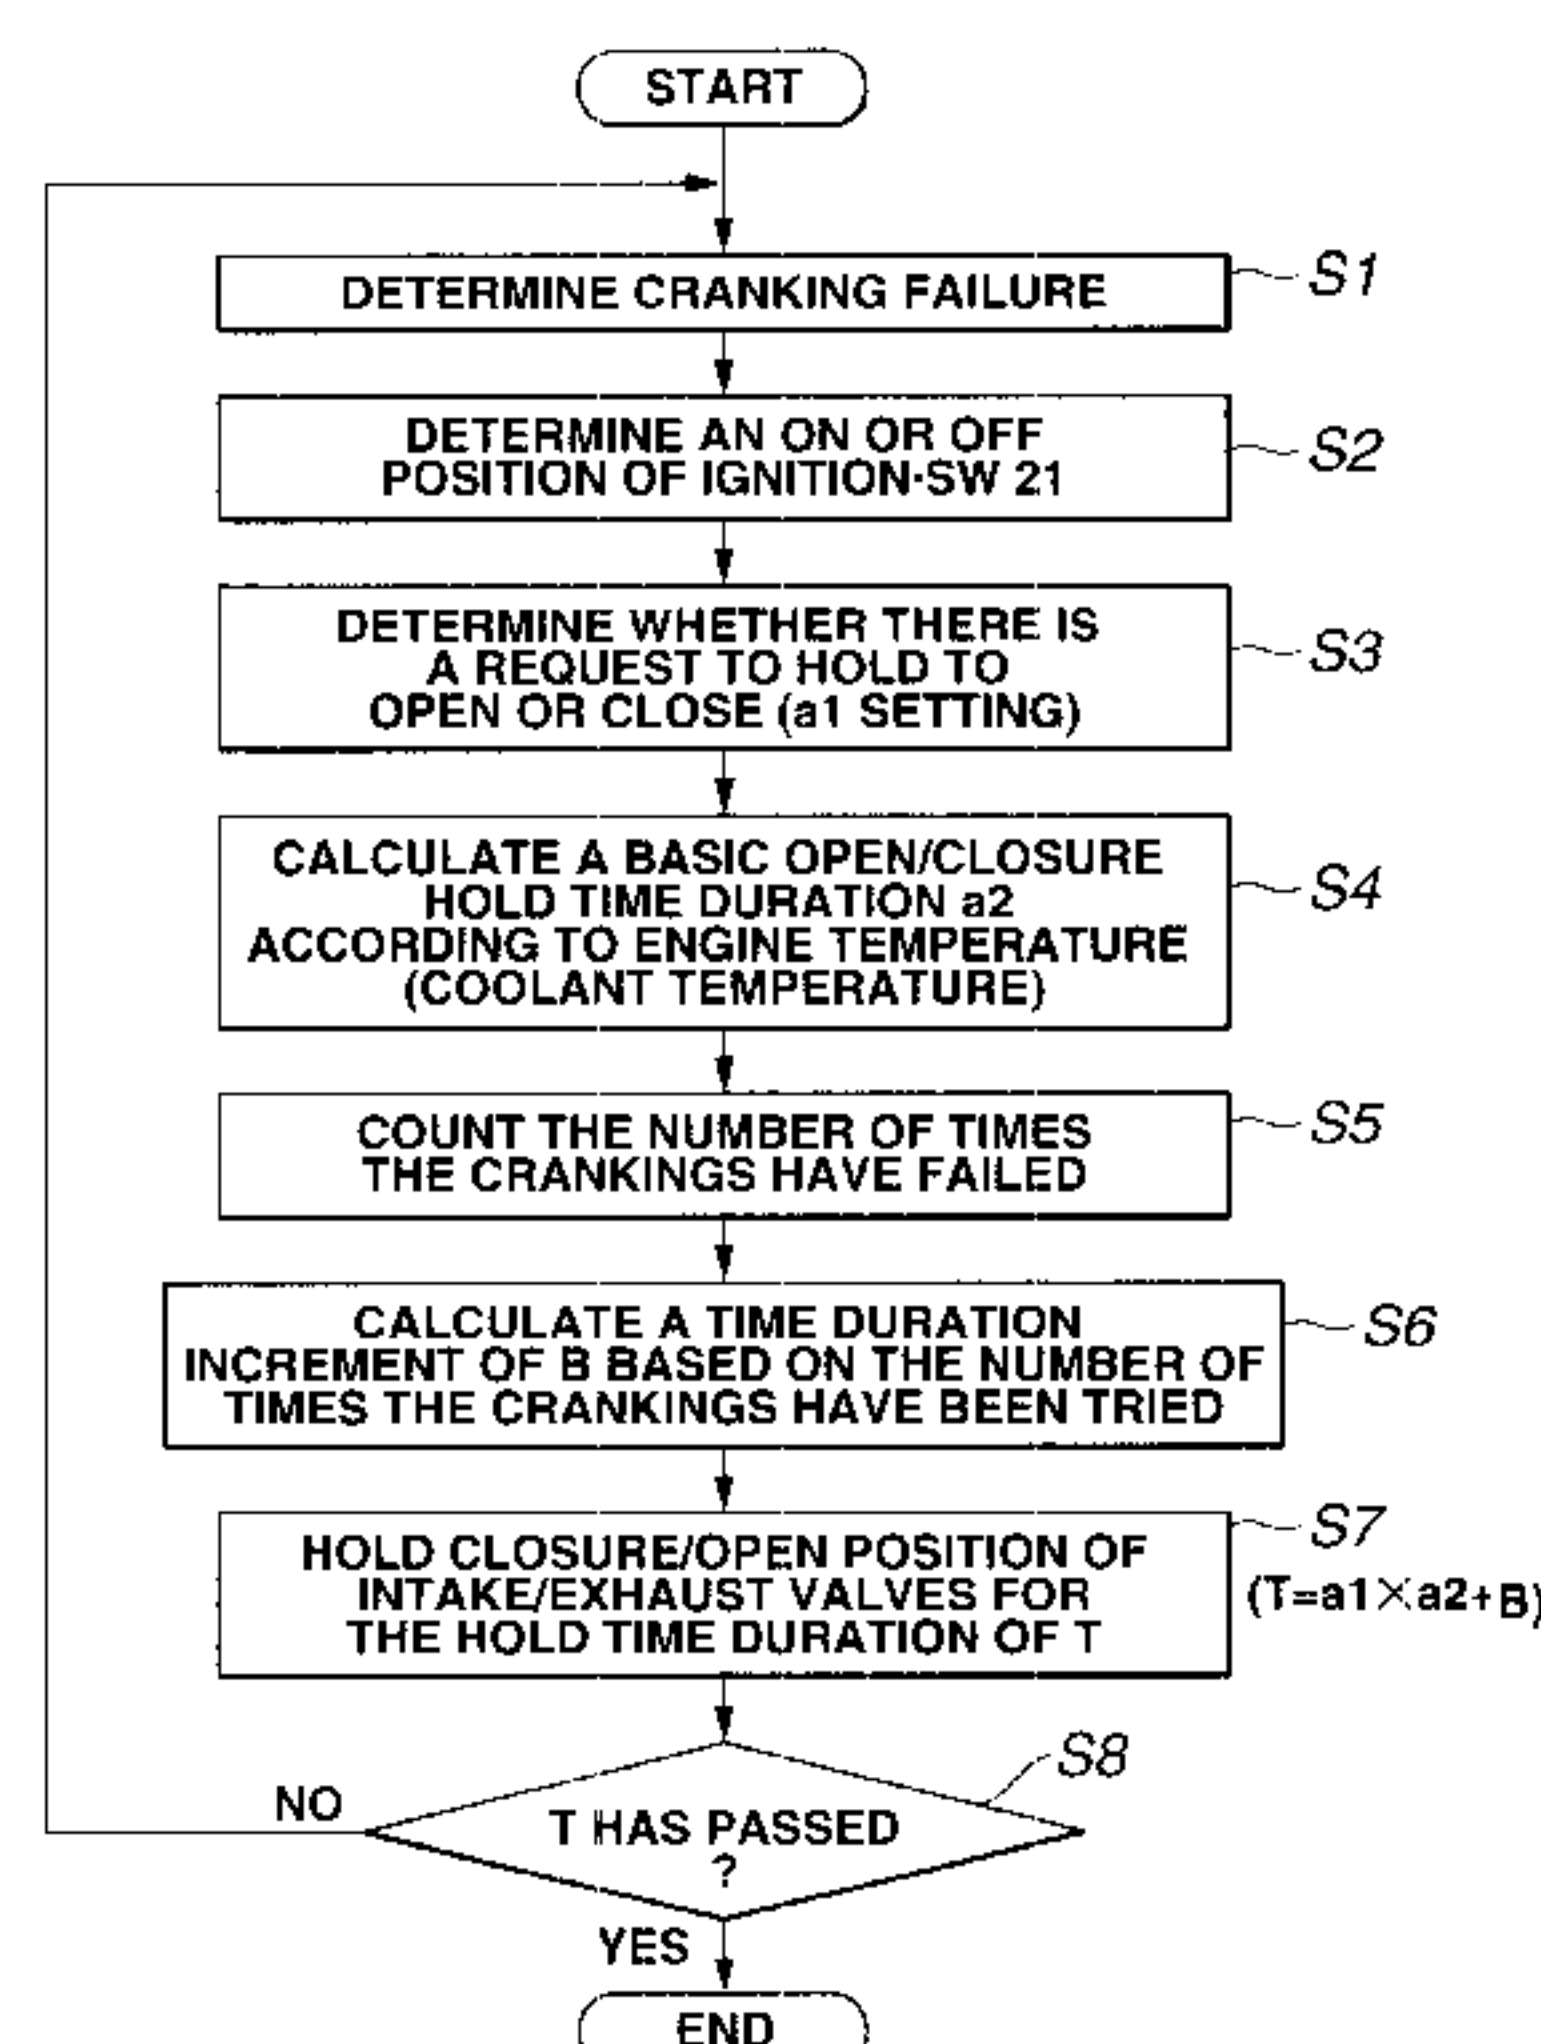 START
DETERMINE CRANKING FAILURE
S1
DETERMINE AN ON OR OFF
POSITION OF IGNITION·SW 21
S2
DETERMINE WHETHER THERE IS
A REQUEST TO HOLD TO
OPEN OR CLOSE (a1 SETTING)
S3
CALCULATE A BASIC OPEN/CLOSURE
HOLD TIME DURATION a2
ACCORDING TO ENGINE TEMPERATURE
(COOLANT TEMPERATURE)
S4
COUNT THE NUMBER OF TIMES
THE CRANKINGS HAVE FAILED
S5
CALCULATE A TIME DURATION
INCREMENT OF B BASED ON THE NUMBER OF
TIMES THE CRANKINGS HAVE BEEN TRIED
S6
HOLD CLOSURE/OPEN POSITION OF
INTAKE/EXHAUST VALVES FOR
THE HOLD TIME DURATION OF T
S7
(T=a1×a2+B)
S8
NO
T HAS PASSED
?
YES
END